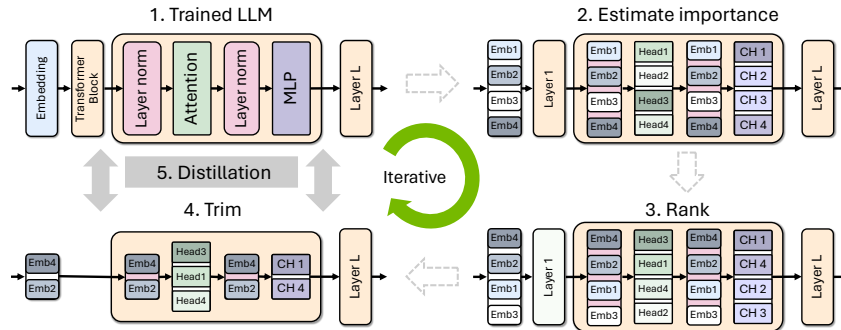 1. Trained LLM
Embedding
Transformer
Block
Layer norm
Attention
Layer norm
MLP
Layer L
2. Estimate importance
Emb1
Emb2
Emb3
Emb4
Layer 1
Emb1
Emb2
Emb3
Emb4
Head1
Head2
Head3
Head4
Emb1
Emb2
Emb3
Emb4
CH 1
CH 2
CH 3
CH 4
Layer L
5. Distillation
Iterative
4. Trim
Emb4
Emb2
Emb4
Emb2
Head3
Head1
Head4
Emb4
Emb2
CH 1
CH 4
Layer L
3. Rank
Emb4
Emb2
Emb1
Emb3
Layer 1
Emb4
Emb2
Emb1
Emb3
Head3
Head1
Head4
Head2
Emb4
Emb2
Emb1
Emb3
CH 1
CH 4
CH 2
CH 3
Layer L